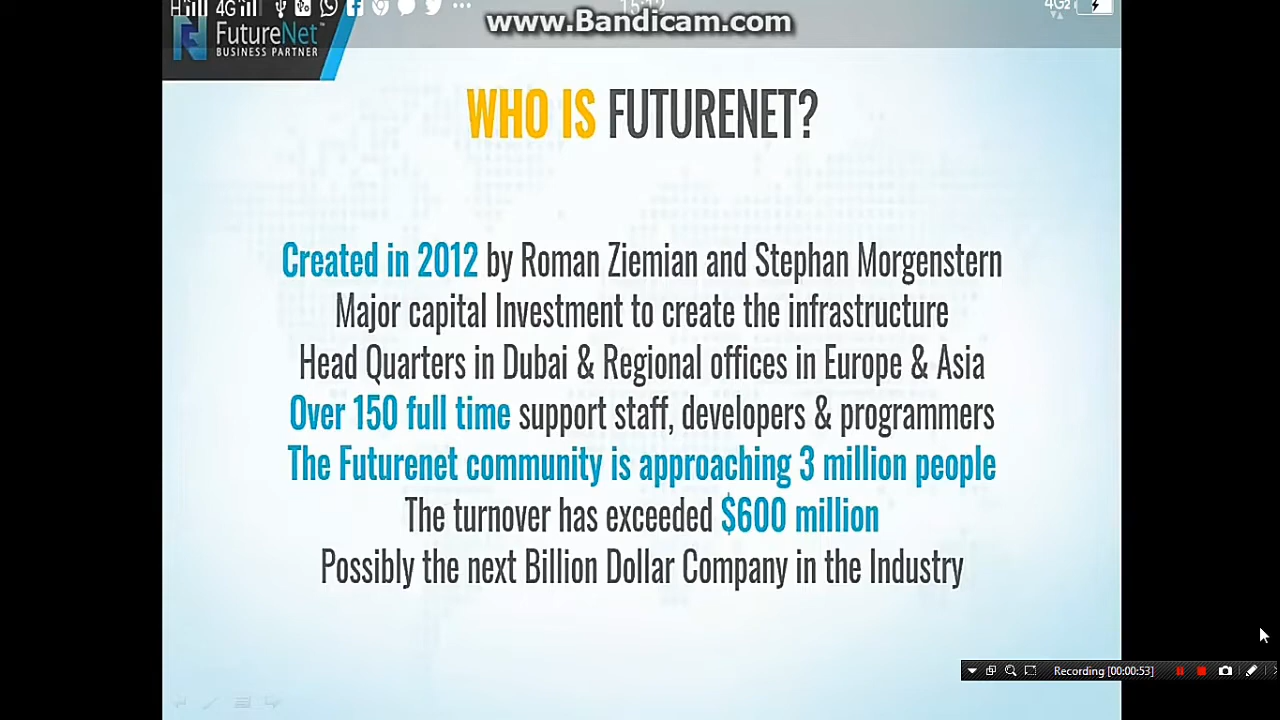 4G
www.Bandicam.com
4G2
FutureNet™
BUSINESS PARTNER
WHO IS FUTURENET?
Created in 2012 by Roman Ziemian and Stephan Morgenstern
Major capital Investment to create the infrastructure
Head Quarters in Dubai & Regional offices in Europe & Asia
Over 150 full time support staff, developers & programmers
The Futurenet community is approaching 3 million people
The turnover has exceeded $600 million
Possibly the next Billion Dollar Company in the Industry
Recording [00:00:53]